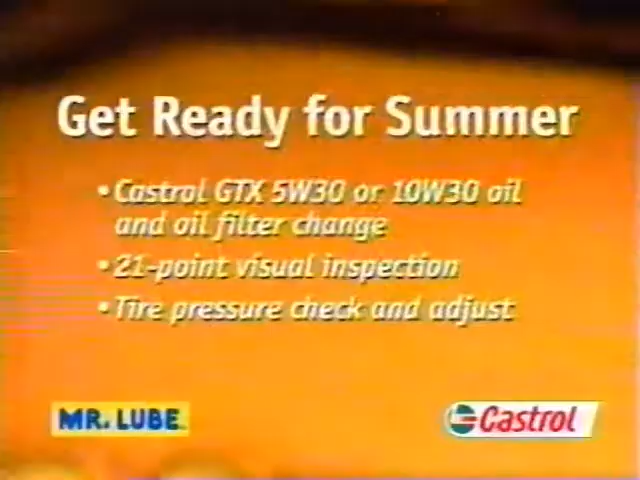 Get Ready for Summer
• Castrol GTX 5W30 or 10W30 oil
and oil filter change
• 21-point visual inspection
• Tire pressure check and adjust
MR. LUBE
Castrol